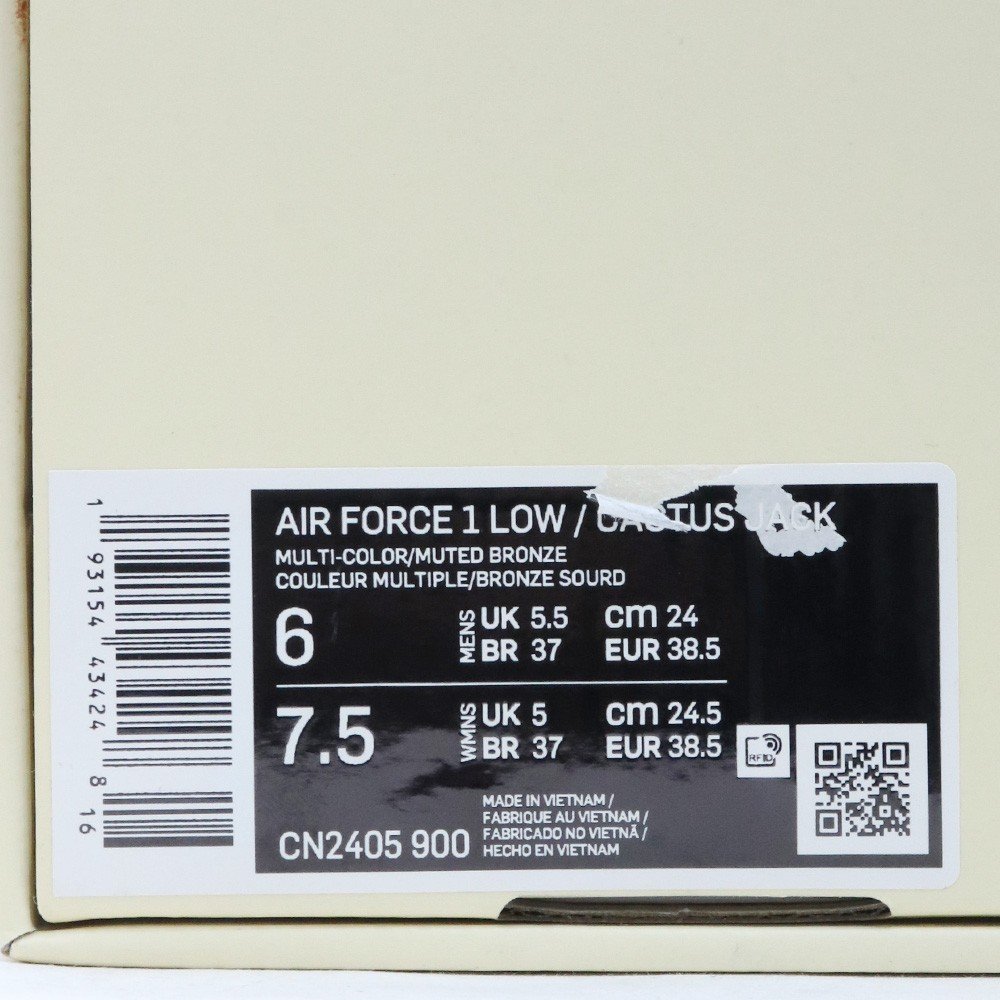 AIR FORCE 1 LOW / CACTUS JACK
MULTI-COLOR/MUTED BRONZE
COULEUR MULTIPLE/BRONZE SOURD
6
MENS
UK 5.5 cm 24
BR 37 EUR 38.5
7.5
WMNS
UK 5 cm 24.5
BR 37 EUR 38.5
RFID
CN2405 900
MADE IN VIETNAM /
FABRIQUE AU VIETNAM /
FABRICADO NO VIETNÃ /
HECHO EN VIETNAM
1 93154 43424 8 16